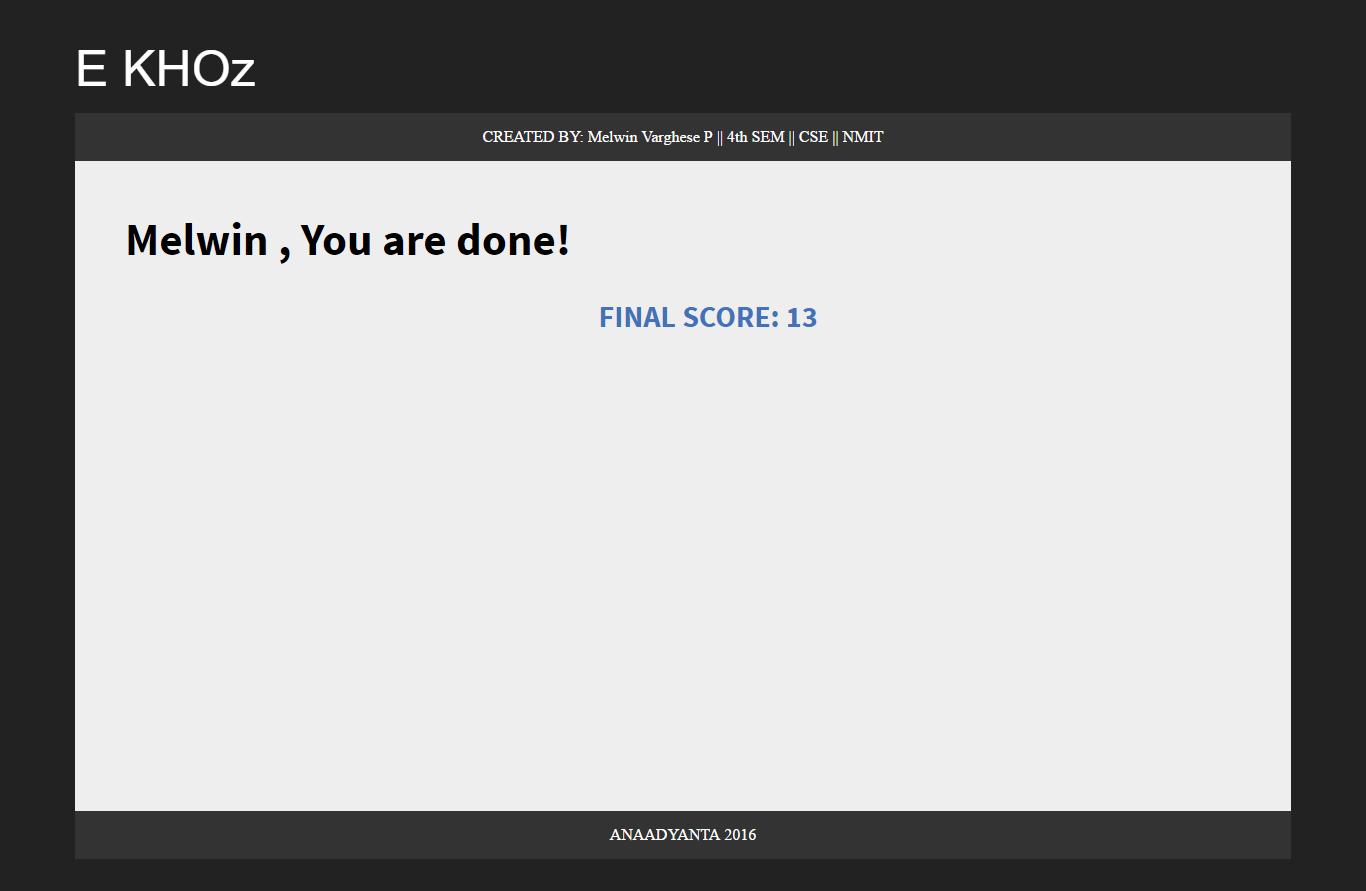 E KHOz
CREATED BY: Melwin Varghese P || 4th SEM || CSE || NMIT
Melwin , You are done!
FINAL SCORE: 13
ANAADYANTA 2016